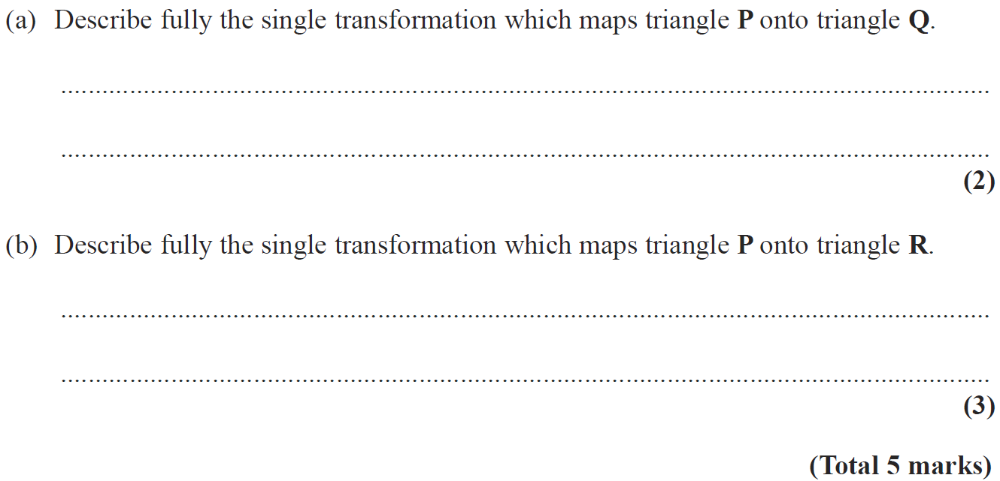 (a) Describe fully the single transformation which maps triangle P onto triangle Q.
....................................................................................................................................
....................................................................................................................................
(2)
(b) Describe fully the single transformation which maps triangle P onto triangle R.
....................................................................................................................................
....................................................................................................................................
(3)
(Total 5 marks)